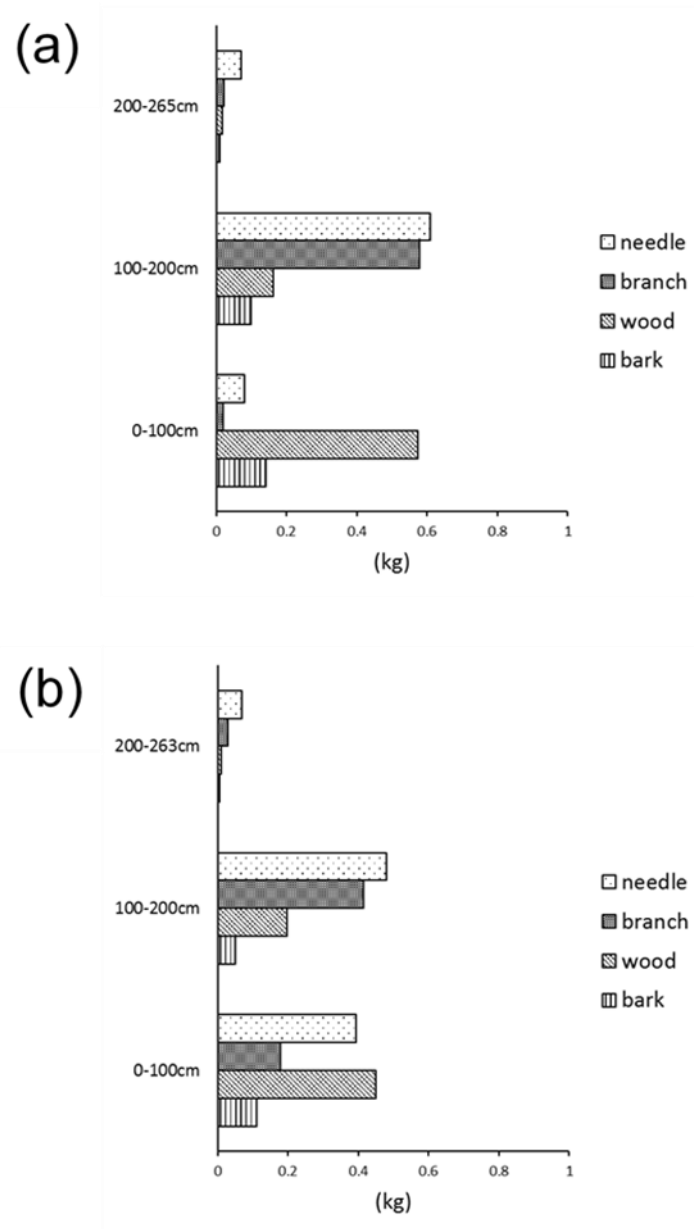 (a)
200-265cm
100-200cm
0-100cm
needle
branch
wood
bark
0 0.2 0.4 0.6 0.8 1
(kg)
(b)
200-263cm
100-200cm
0-100cm
needle
branch
wood
bark
0 0.2 0.4 0.6 0.8 1
(kg)